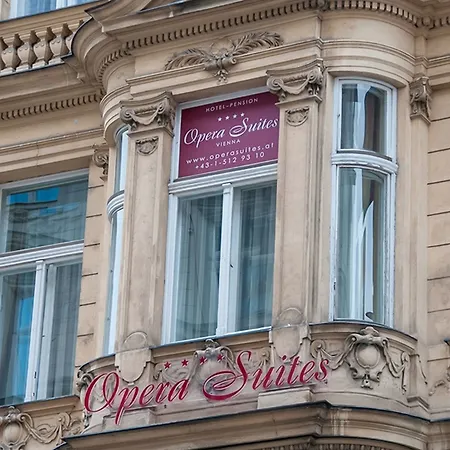 HOTEL-PENSION
★★★★
Opera Suites
VIENNA
www.operasuites.at
+43-1-512 93 10
★★★★
Opera Suites